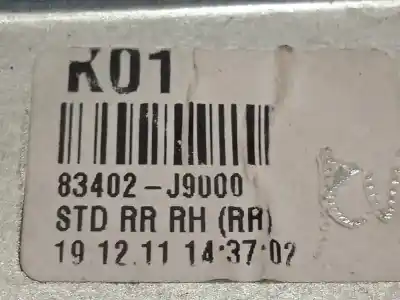 K01
83402-J9000
STD RR RH (RR)
19.12.11 14:37:02